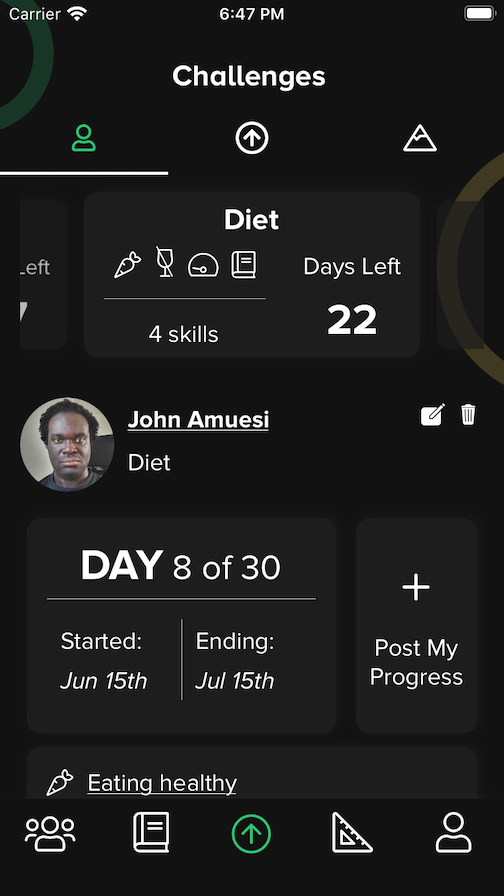 Carrier 6:47 PM
Challenges
Left
Diet
Days Left
22
4 skills
John Amuesi
Diet
DAY 8 of 30
Started:
Jun 15th
Ending:
Jul 15th
Post My
Progress
Eating healthy